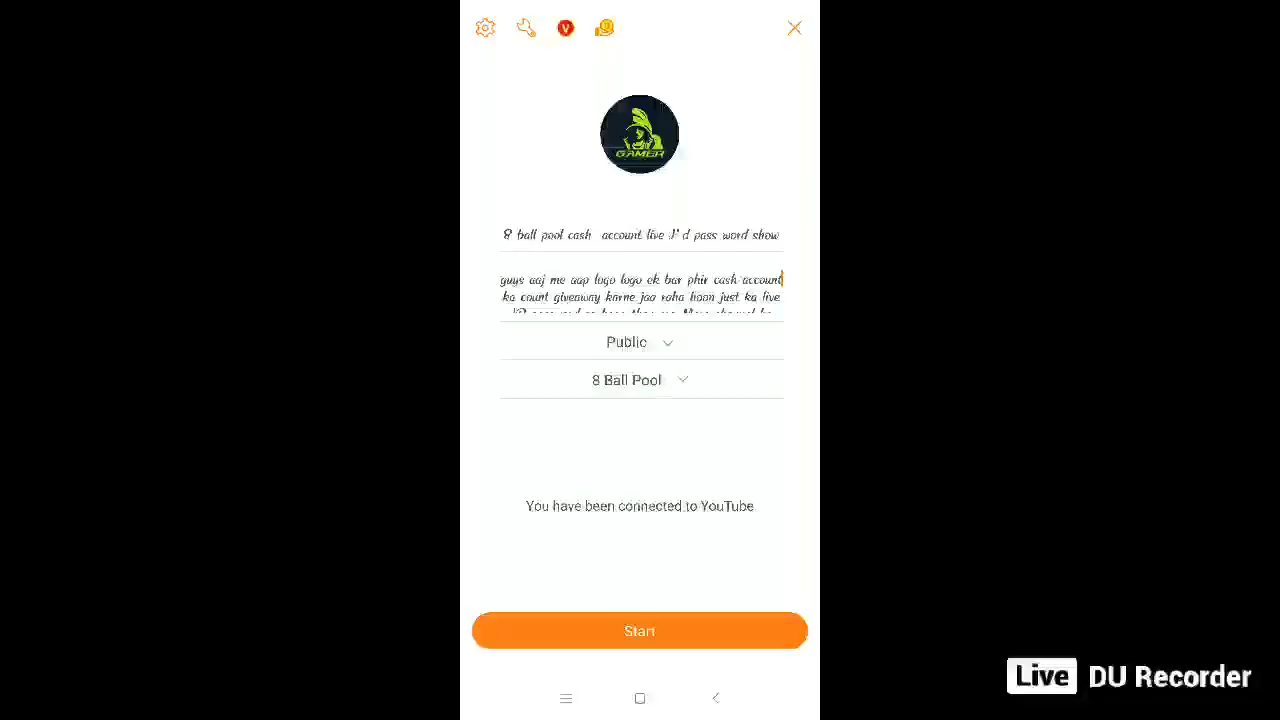 GAMER
8 ball pool cash account live I'd pass word show
guys aaj me aap logo logo ek bar phir cash account
ka count giveaway karne jaa raha hoon just ka live
Public
8 Ball Pool
You have been connected to YouTube
Start
Live DU Recorder